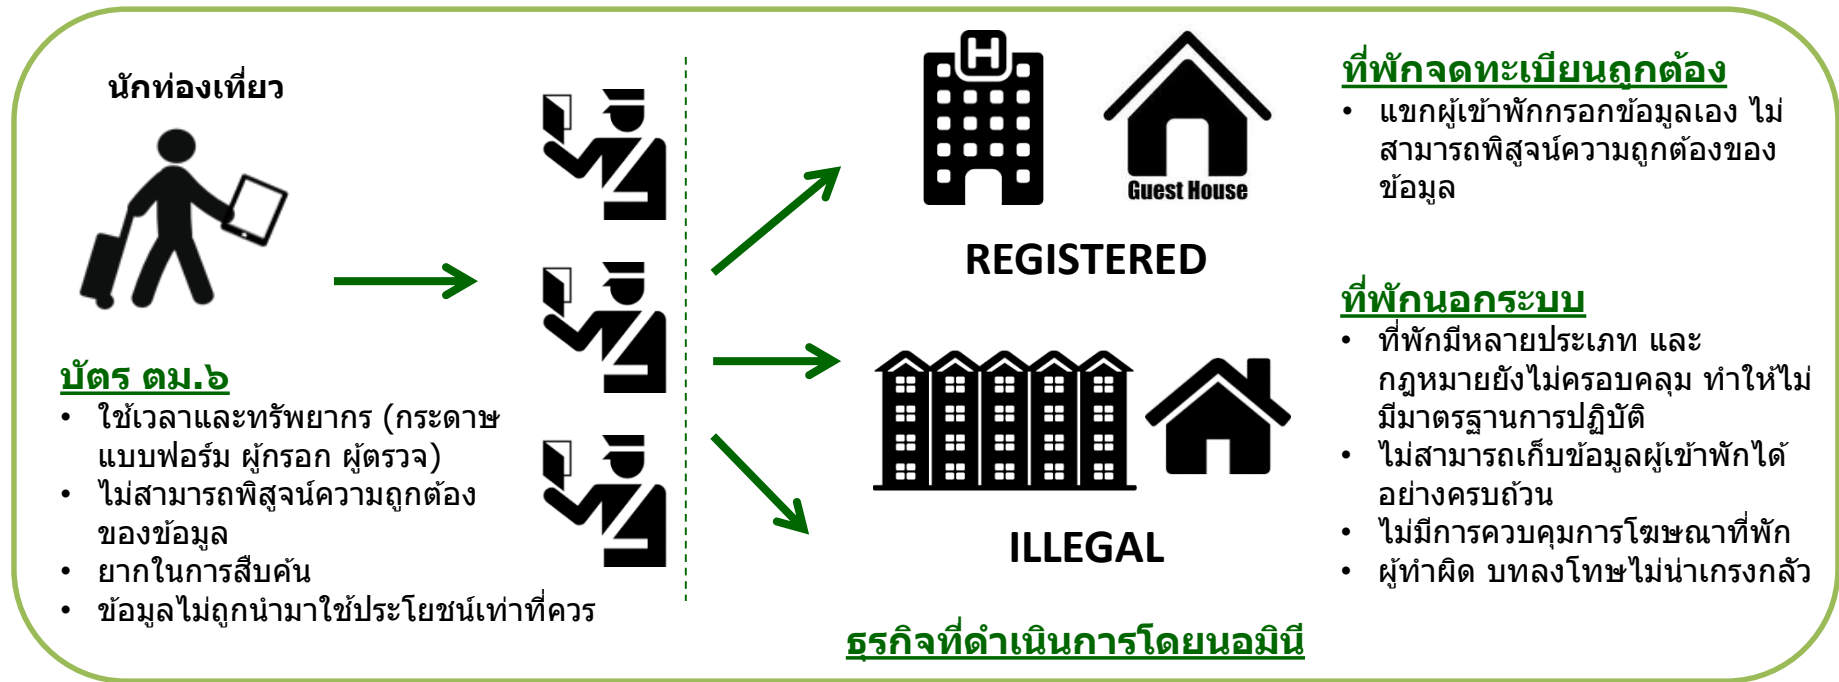 นักท่องเที่ยว
บัตร ตม.๖
• ใช้เวลาและทรัพยากร (กระดาษ
แบบฟอร์ม ผู้กรอก ผู้ตรวจ)
• ไม่สามารถพิสูจน์ความถูกต้อง
ของข้อมูล
• ยากในการสืบค้น
• ข้อมูลไม่ถูกนำมาใช้ประโยชน์เท่าที่ควร
H
Guest House
REGISTERED
ILLEGAL
ธุรกิจที่ดำเนินการโดยนอมินี
ที่พักจดทะเบียนถูกต้อง
• แขกผู้เข้าพักกรอกข้อมูลเอง ไม่
สามารถพิสูจน์ความถูกต้องของ
ข้อมูล
ที่พักนอกระบบ
• ที่พักมีหลายประเภท และ
กฎหมายยังไม่ครอบคลุม ทำให้ไม่
มีมาตรฐานการปฏิบัติ
• ไม่สามารถเก็บข้อมูลผู้เข้าพักได้
อย่างครบถ้วน
• ไม่มีการควบคุมการโฆษณาที่พัก
• ผู้ทำผิด บทลงโทษไม่น่าเกรงกลัว